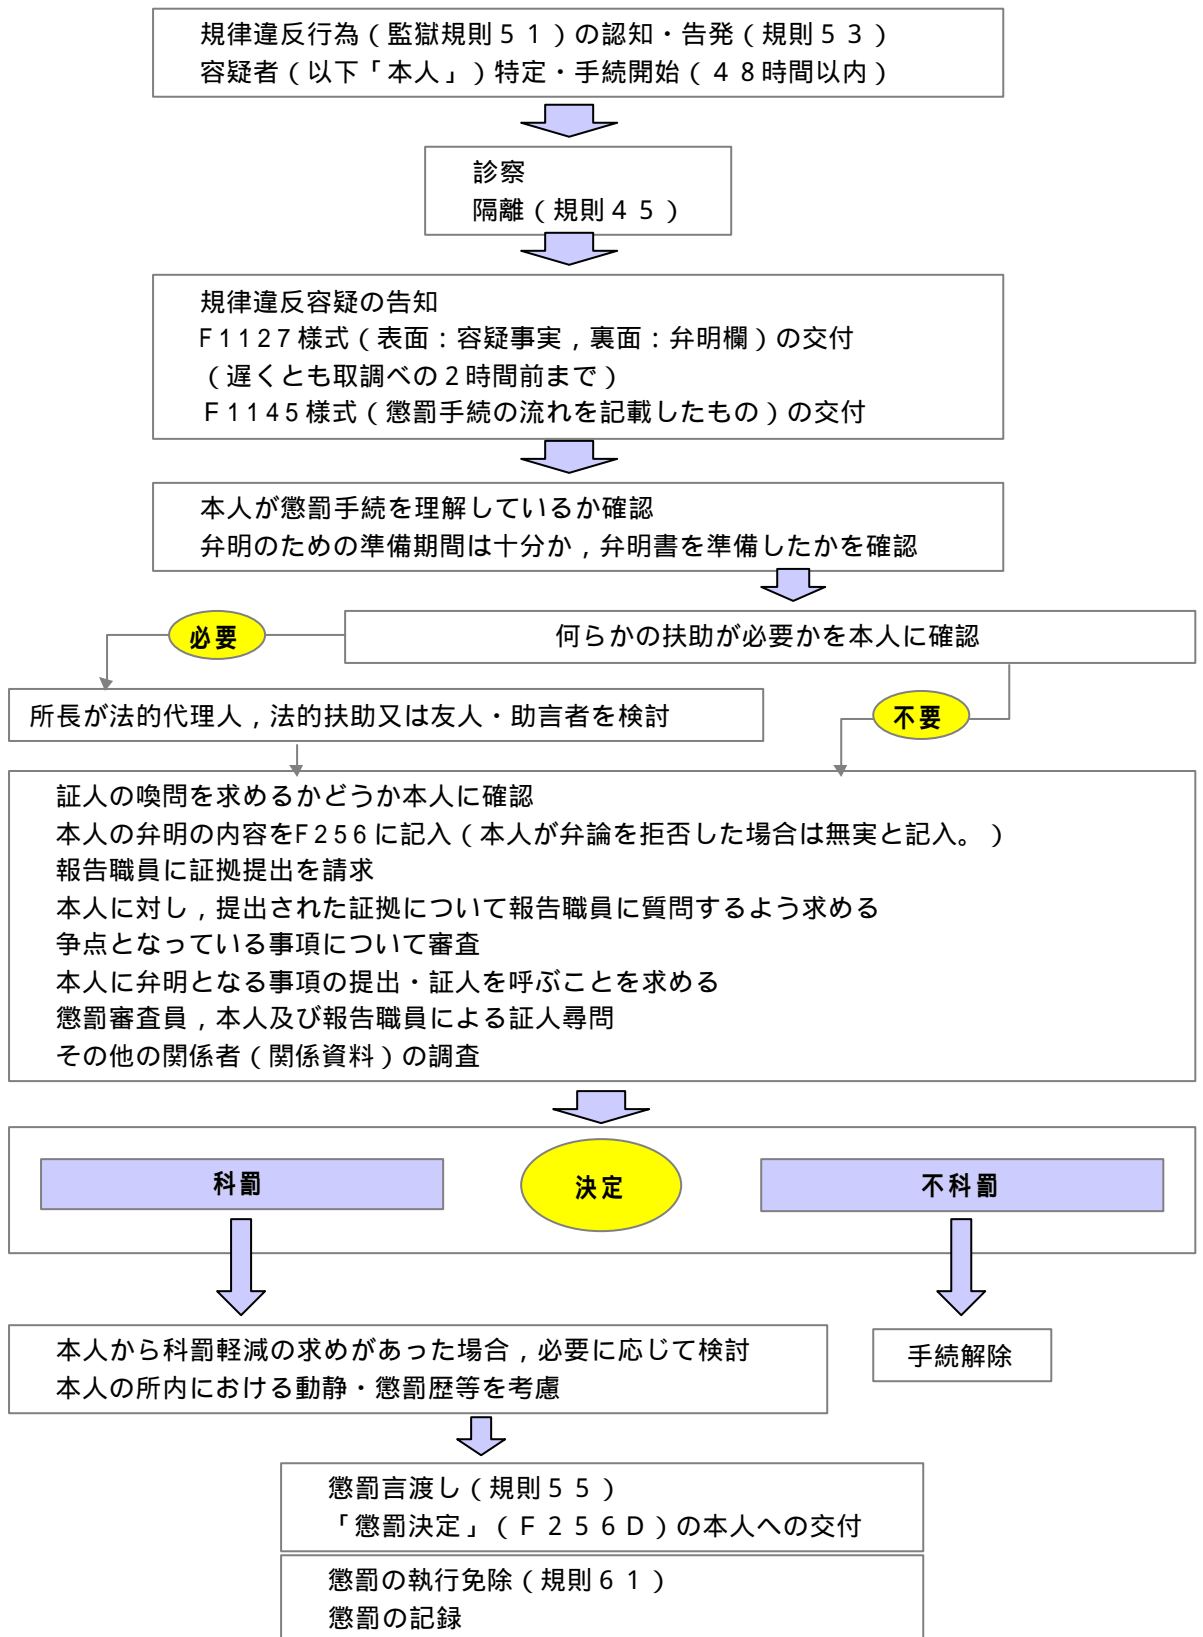 規律違反行為（監獄規則５１）の認知・告発（規則５３）
容疑者（以下「本人」）特定・手続開始（４８時間以内）
診察
隔離（規則４５）
規律違反容疑の告知
F1127様式（表面：容疑事実，裏面：弁明欄）の交付
（遅くとも取調べの２時間前まで）
F1145様式（懲罰手続の流れを記載したもの）の交付
本人が懲罰手続を理解しているか確認
弁明のための準備期間は十分か，弁明書を準備したかを確認
必要
何らかの扶助が必要かを本人に確認
所長が法的代理人，法的扶助又は友人・助言者を検討
不要
証人の喚問を求めるかどうか本人に確認
本人の弁明の内容をF256に記入（本人が弁論を拒否した場合は無実と記入。）
報告職員に証拠提出を請求
本人に対し，提出された証拠について報告職員に質問するよう求める
争点となっている事項について審査
本人に弁明となる事項の提出・証人を呼ぶことを求める
懲罰審査員，本人及び報告職員による証人尋問
その他の関係者（関係資料）の調査
科罰
決定
不科罰
本人から科罰軽減の求めがあった場合，必要に応じて検討
本人の所内における動静・懲罰歴等を考慮
手続解除
懲罰言渡し（規則５５）
「懲罰決定」（Ｆ２５６Ｄ）の本人への交付
懲罰の執行免除（規則６１）
懲罰の記録